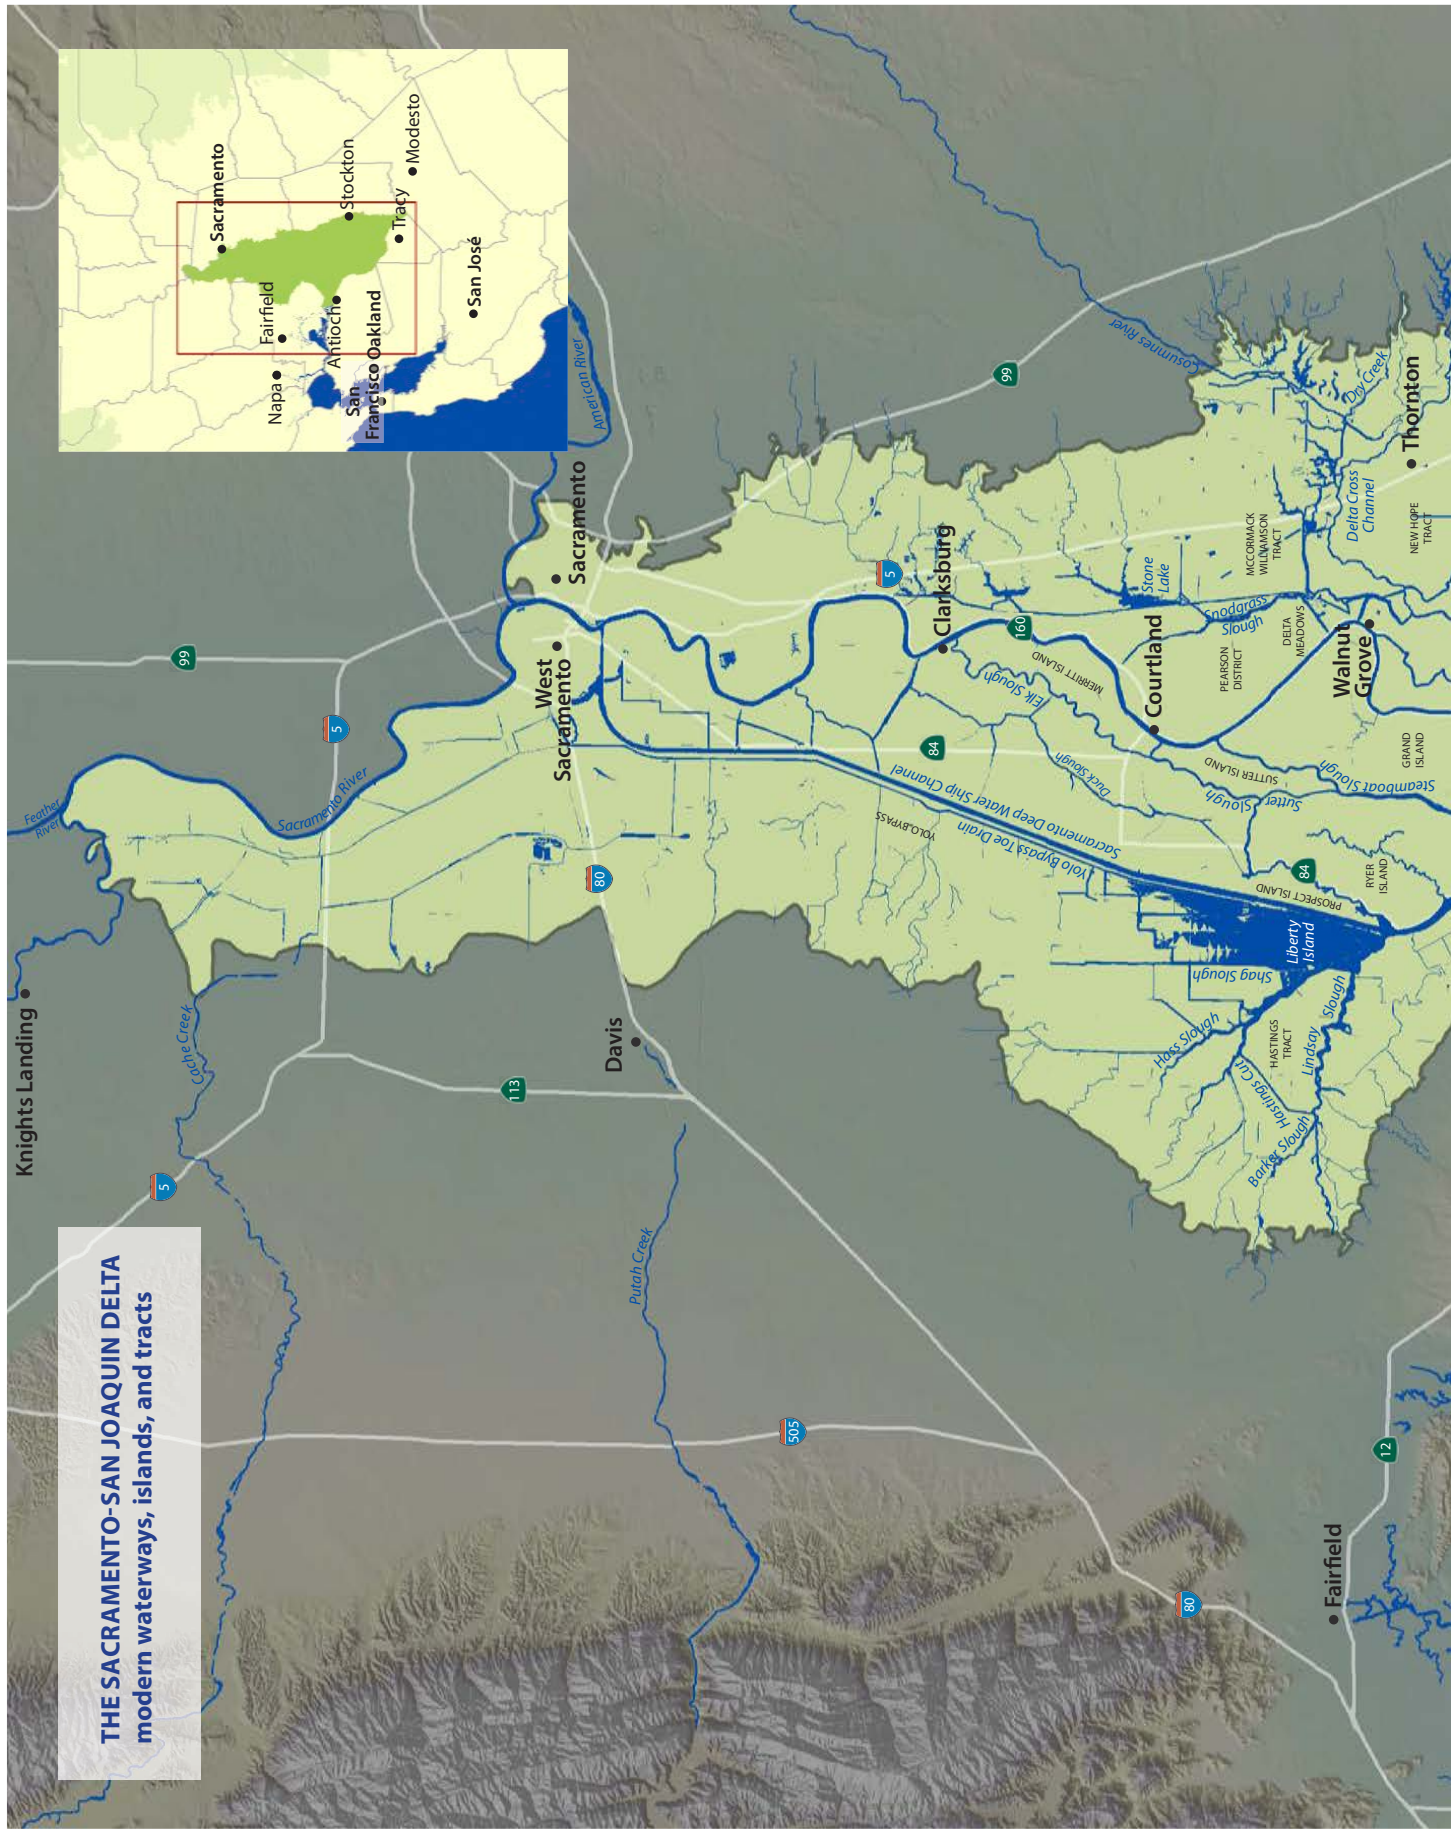 THE SACRAMENTO-SAN JOAQUIN DELTA
modern waterways, islands, and tracts
Napa
Fairfield
Sacramento
Stockton
Modesto
Tracy
Antioch
San
Francisco
Oakland
San José
Knights Landing
Feather
River
Cache Creek
Sacramento River
American River
5
99
5
113
80
505
Putah Creek
Davis
West
Sacramento
Sacramento
99
5
Clarksburg
160
84
Elk Slough
MERRITT ISLAND
Duck Slough
Sacramento Deep Water Ship Channel
Yolo Bypass Toe Drain
YOLO BYPASS
Cosumnes River
Stone
Lake
Courtland
Snodgrass
Slough
PEARSON
DISTRICT
DELTA
MEADOWS
MCCORMACK
WILLIAMSON
TRACT
Dry Creek
Delta Cross
Channel
Thornton
NEW HOPE
TRACT
Walnut
Grove
GRAND
ISLAND
SUTTER ISLAND
Steamboat Slough
Sutter Slough
84
RYER
ISLAND
PROSPECT ISLAND
Liberty
Island
Shag Slough
Hass Slough
HASTINGS
TRACT
Hastings Cut
Lindsay
Slough
Barker Slough
80
12
Fairfield